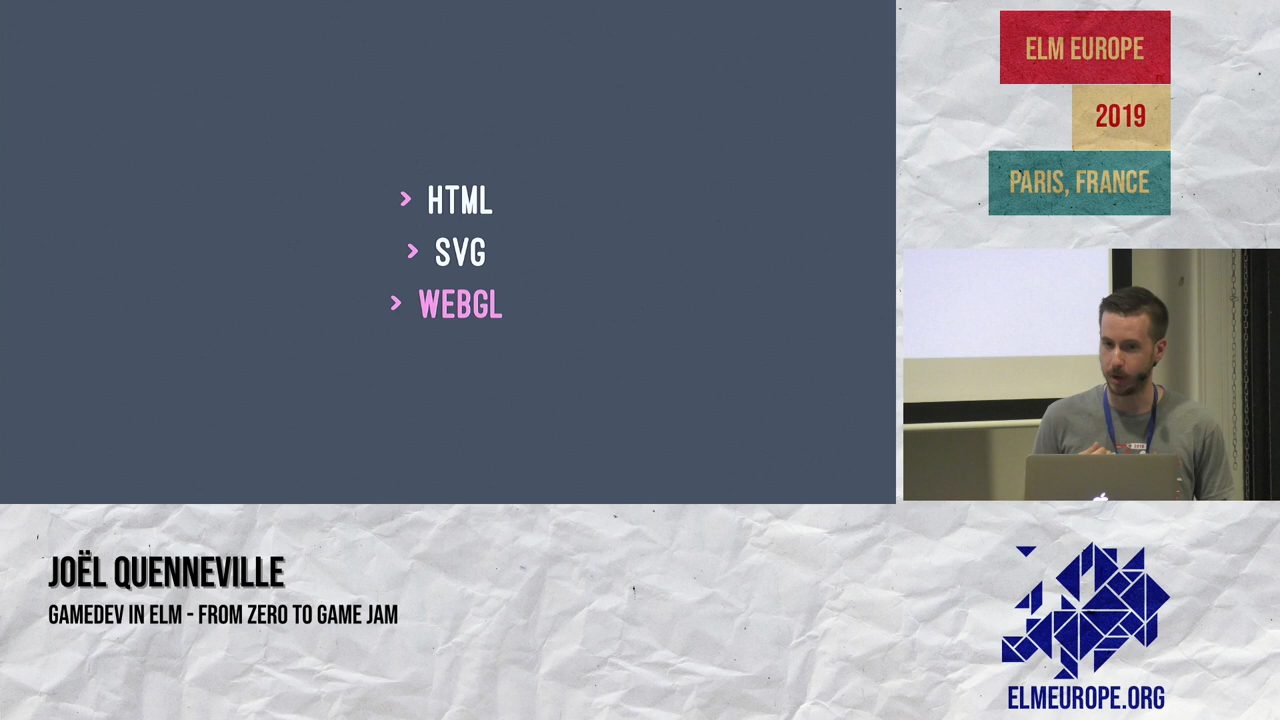 > HTML
> SVG
> WEBGL
ELM EUROPE
2019
PARIS, FRANCE
JOËL QUENNEVILLE
GAMEDEV IN ELM - FROM ZERO TO GAME JAM
ELMEUROPE.ORG